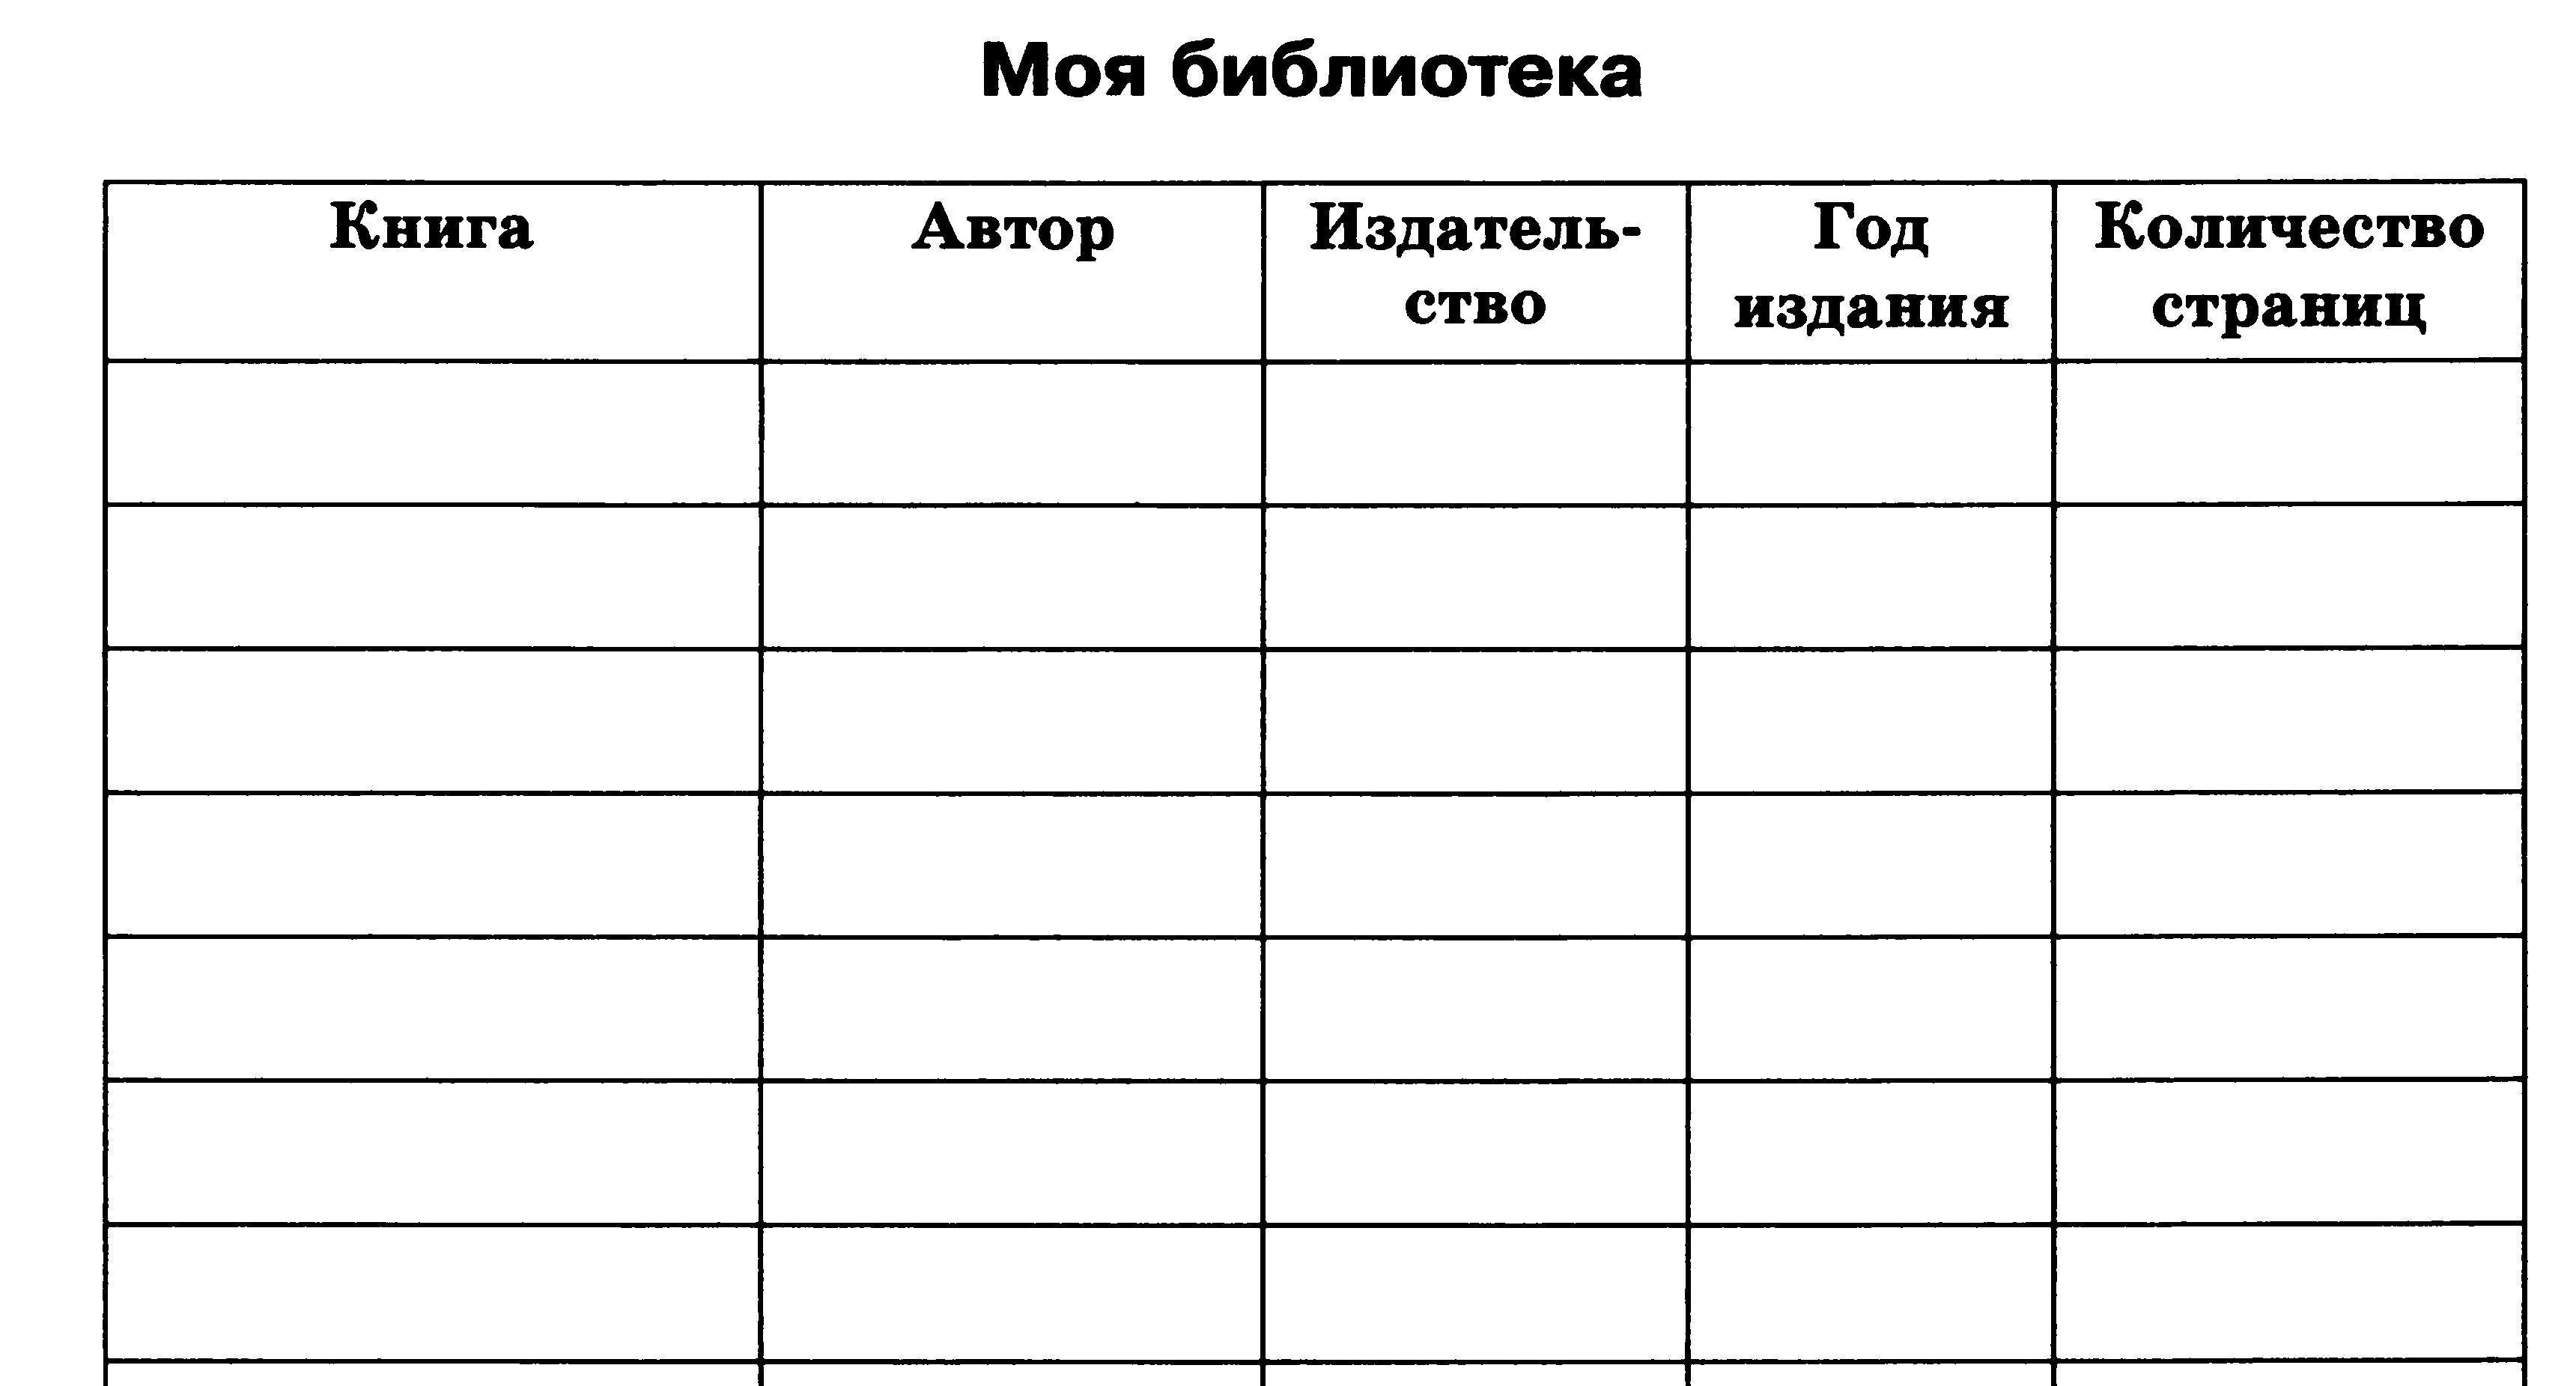 Моя библиотека
Книга
Автор
Издатель-
ство
Год
издания
Количество
страниц